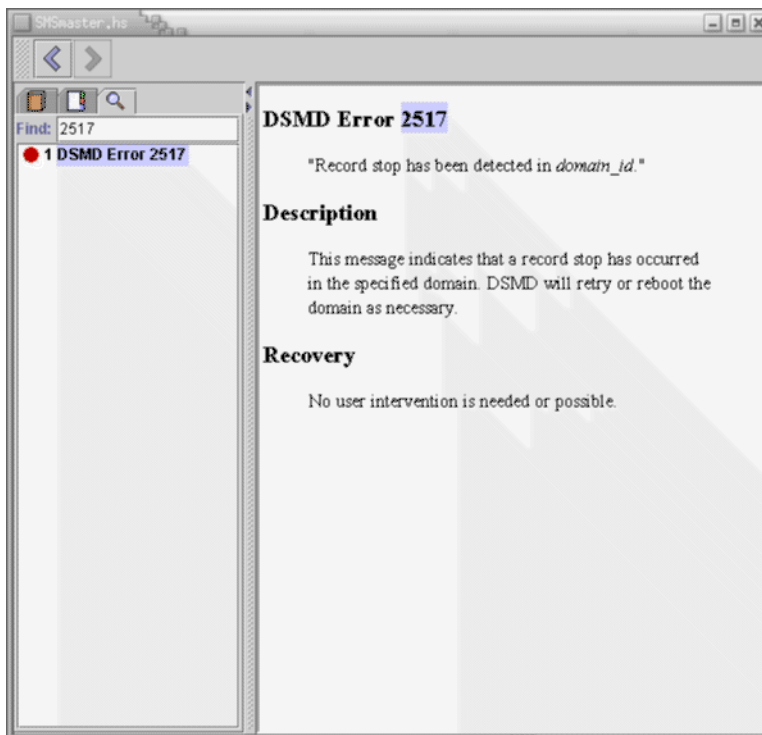 SMSmaster.hs
Find: 2517
1 DSMD Error 2517
DSMD Error 2517
"Record stop has been detected in domain_id."
Description
This message indicates that a record stop has occurred
in the specified domain. DSMD will retry or reboot the
domain as necessary.
Recovery
No user intervention is needed or possible.